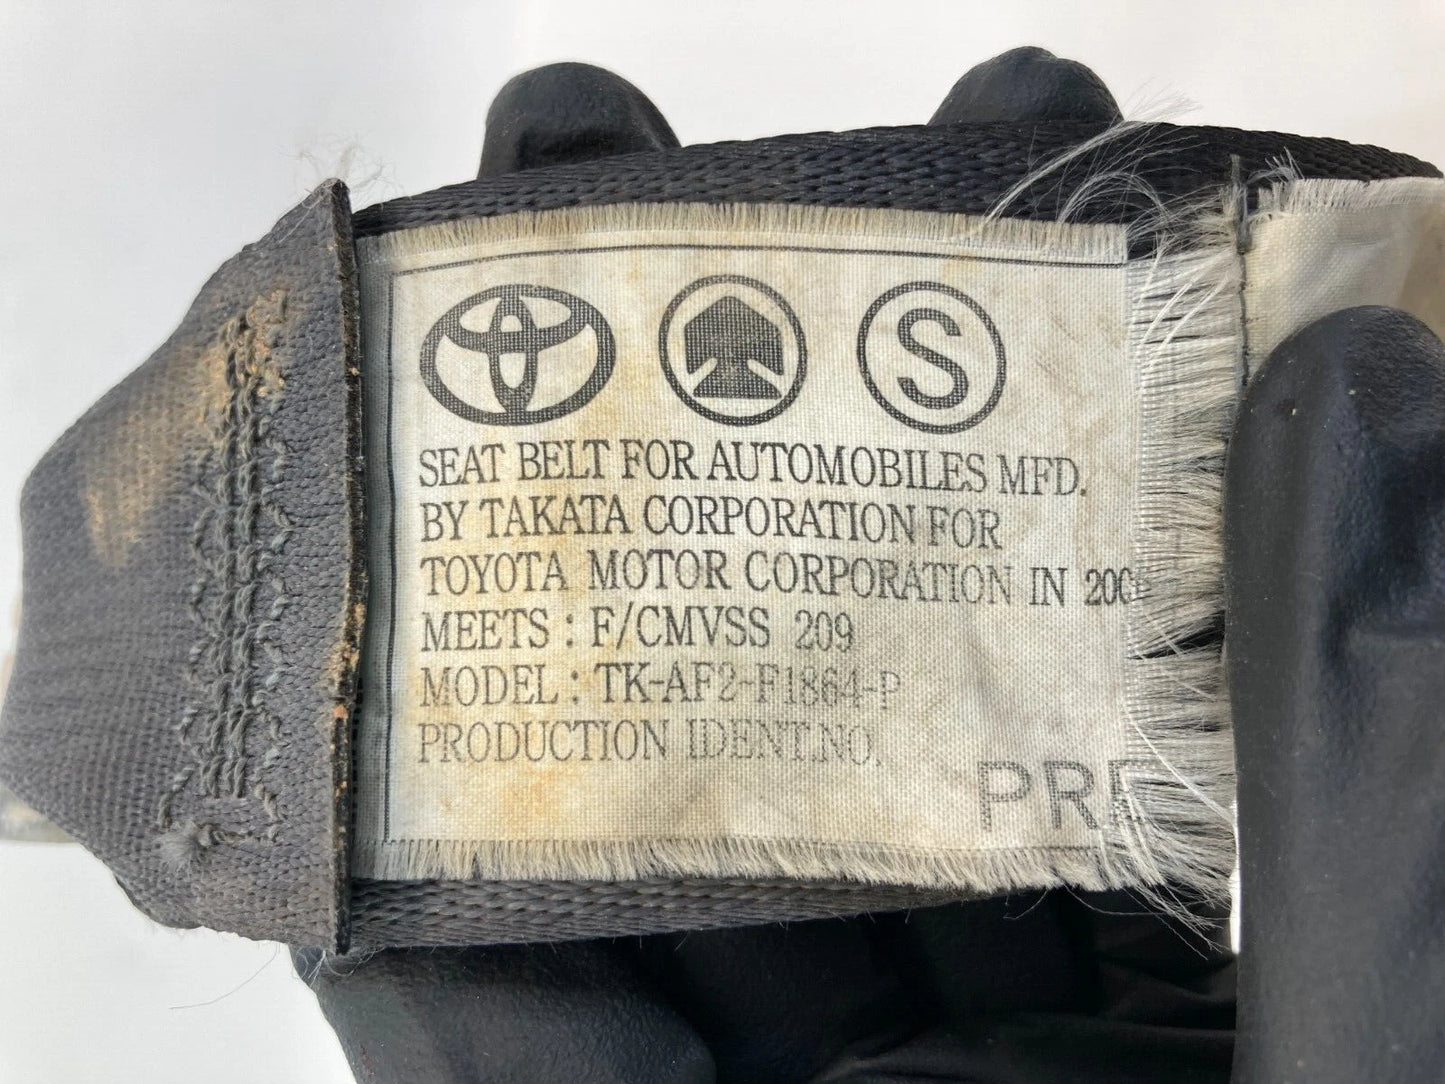 S
SEAT BELT FOR AUTOMOBILES MFD.
BY TAKATA CORPORATION FOR
TOYOTA MOTOR CORPORATION IN
MEETS : F/CMVSS 209
MODEL : TK-AF2-F1864-P
PRODUCTION IDENT.NO.